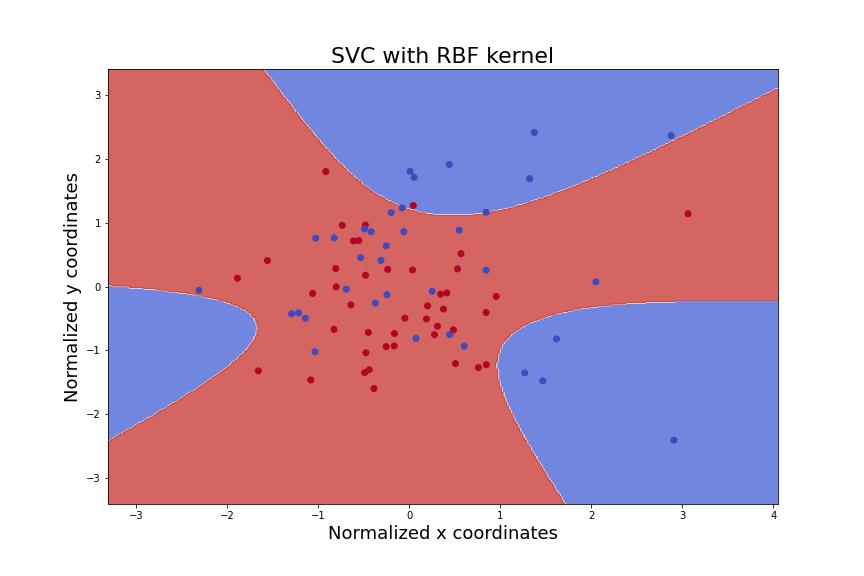 SVC with RBF kernel
3
2
1
0
−1
−2
−3
Normalized y coordinates
−3 −2 −1 0 1 2 3 4
Normalized x coordinates